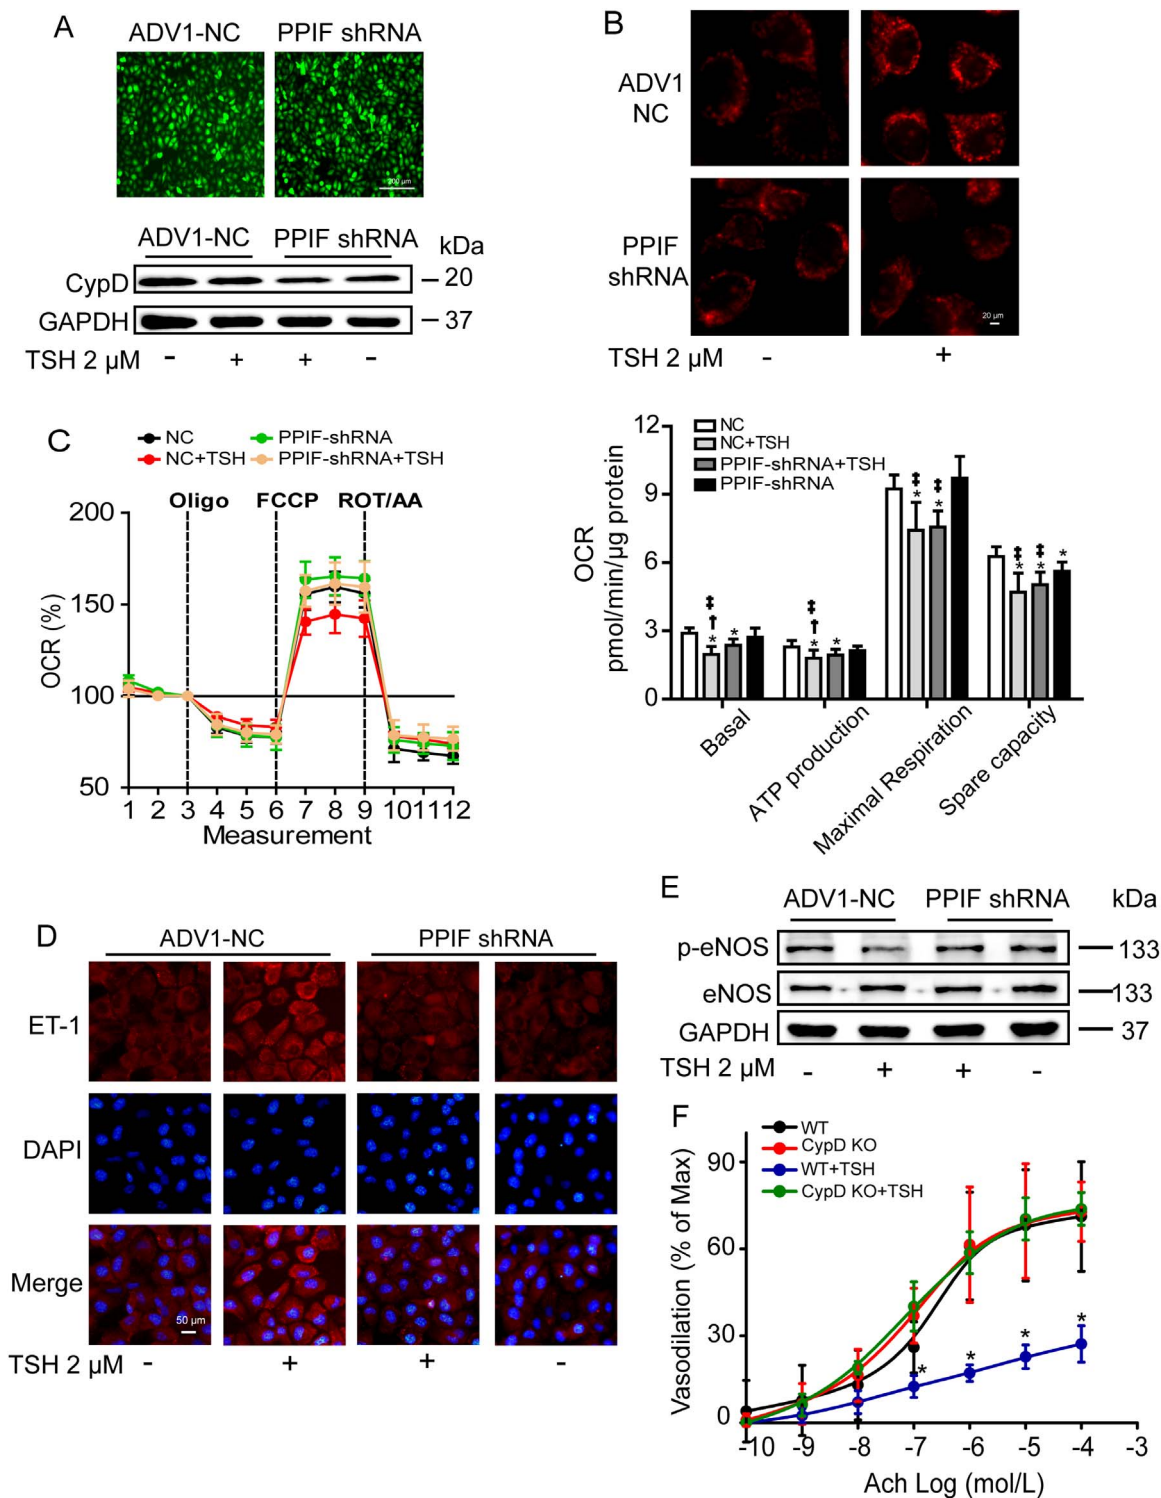 A
ADV1-NC PPIF shRNA
200 µm
ADV1-NC PPIF shRNA kDa
CypD 20
GAPDH 37
TSH 2 µM - + + -
B
ADV1
NC
PPIF
shRNA
20 µm
TSH 2 µM - +
C
NC PPIF-shRNA
NC+TSH PPIF-shRNA+TSH
Oligo FCCP ROT/AA
200
150
100
50
OCR (%)
1 2 3 4 5 6 7 8 9 10 11 12
Measurement
12
9
6
3
0
OCR
pmol/min/µg protein
NC
NC+TSH
PPIF-shRNA+TSH
PPIF-shRNA
‡ ‡ ‡ ‡
* * * * *
‡ ‡
† †
* * * *
Basal
ATP production
Maximal Respiration
Spare capacity
D
ADV1-NC PPIF shRNA
ET-1
DAPI
Merge
50 µm
TSH 2 µM - + + -
E
ADV1-NC PPIF shRNA kDa
p-eNOS 133
eNOS 133
GAPDH 37
TSH 2 µM - + + -
F
WT
CypD KO
WT+TSH
CypD KO+TSH
90
60
30
0
Vasodilation (% of Max)
* * * *
-10 -9 -8 -7 -6 -5 -4 -3
Ach Log (mol/L)